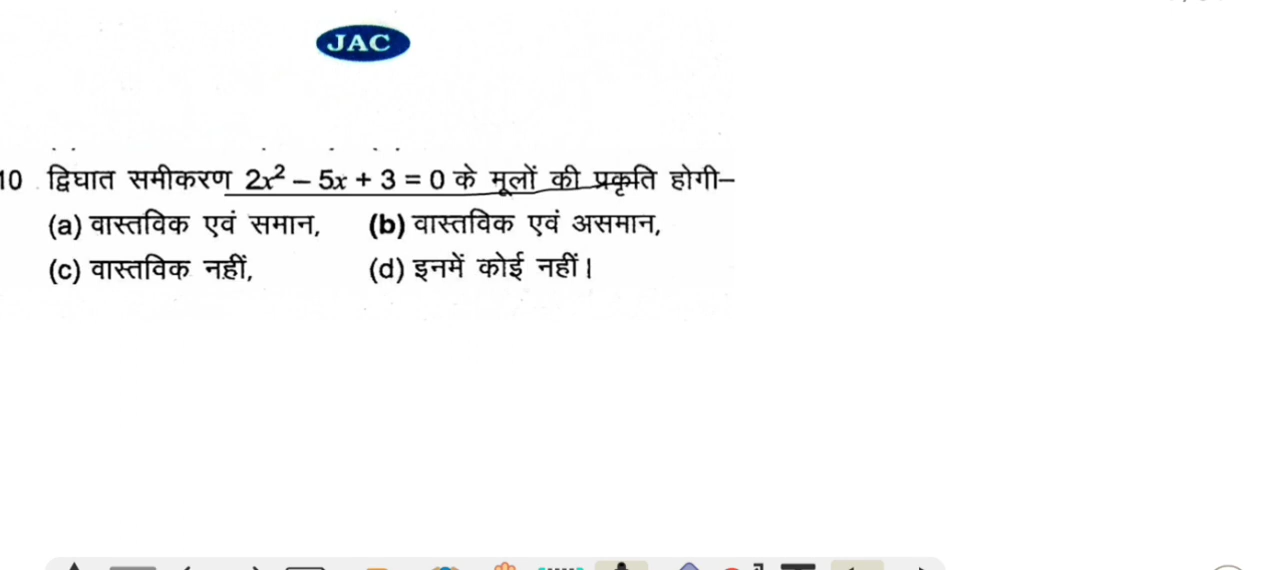 JAC
10 द्विघात समीकरण 2x² – 5x + 3 = 0 के मूलों की प्रकृति होगी–
(a) वास्तविक एवं समान, (b) वास्तविक एवं असमान,
(c) वास्तविक नहीं, (d) इनमें कोई नहीं।